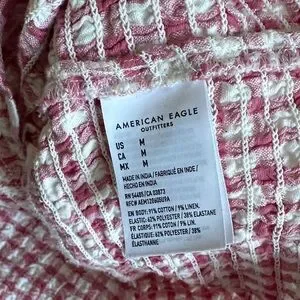 AMERICAN EAGLE
OUTFITTERS
US M
CA M
MX M
MADE IN INDIA / FABRIQUÉ EN INDE /
HECHO EN INDIA
RN 54485/CA 03873
EN BODY: 91% COTTON / 9% LINEN,
ELASTIC: 62% POLYESTER / 38% ELASTANE
FR CORPS: 91% COTON / 9% LIN,
ÉLASTIQUE: 62% POLYESTER / 38%
ÉLASTHANNE